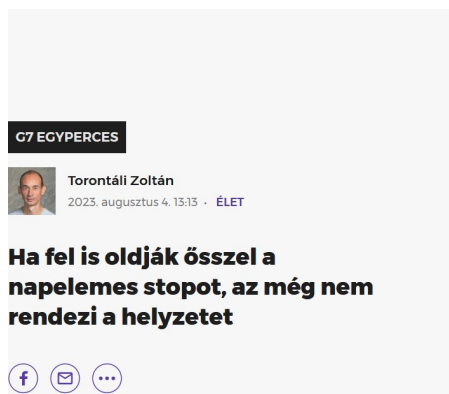 G7 EGYPERCES
Torontáli Zoltán
2023. augusztus 4. 13:13 · ÉLET
Ha fel is oldják ősszel a
napelemes stopot, az még nem
rendezi a helyzetet